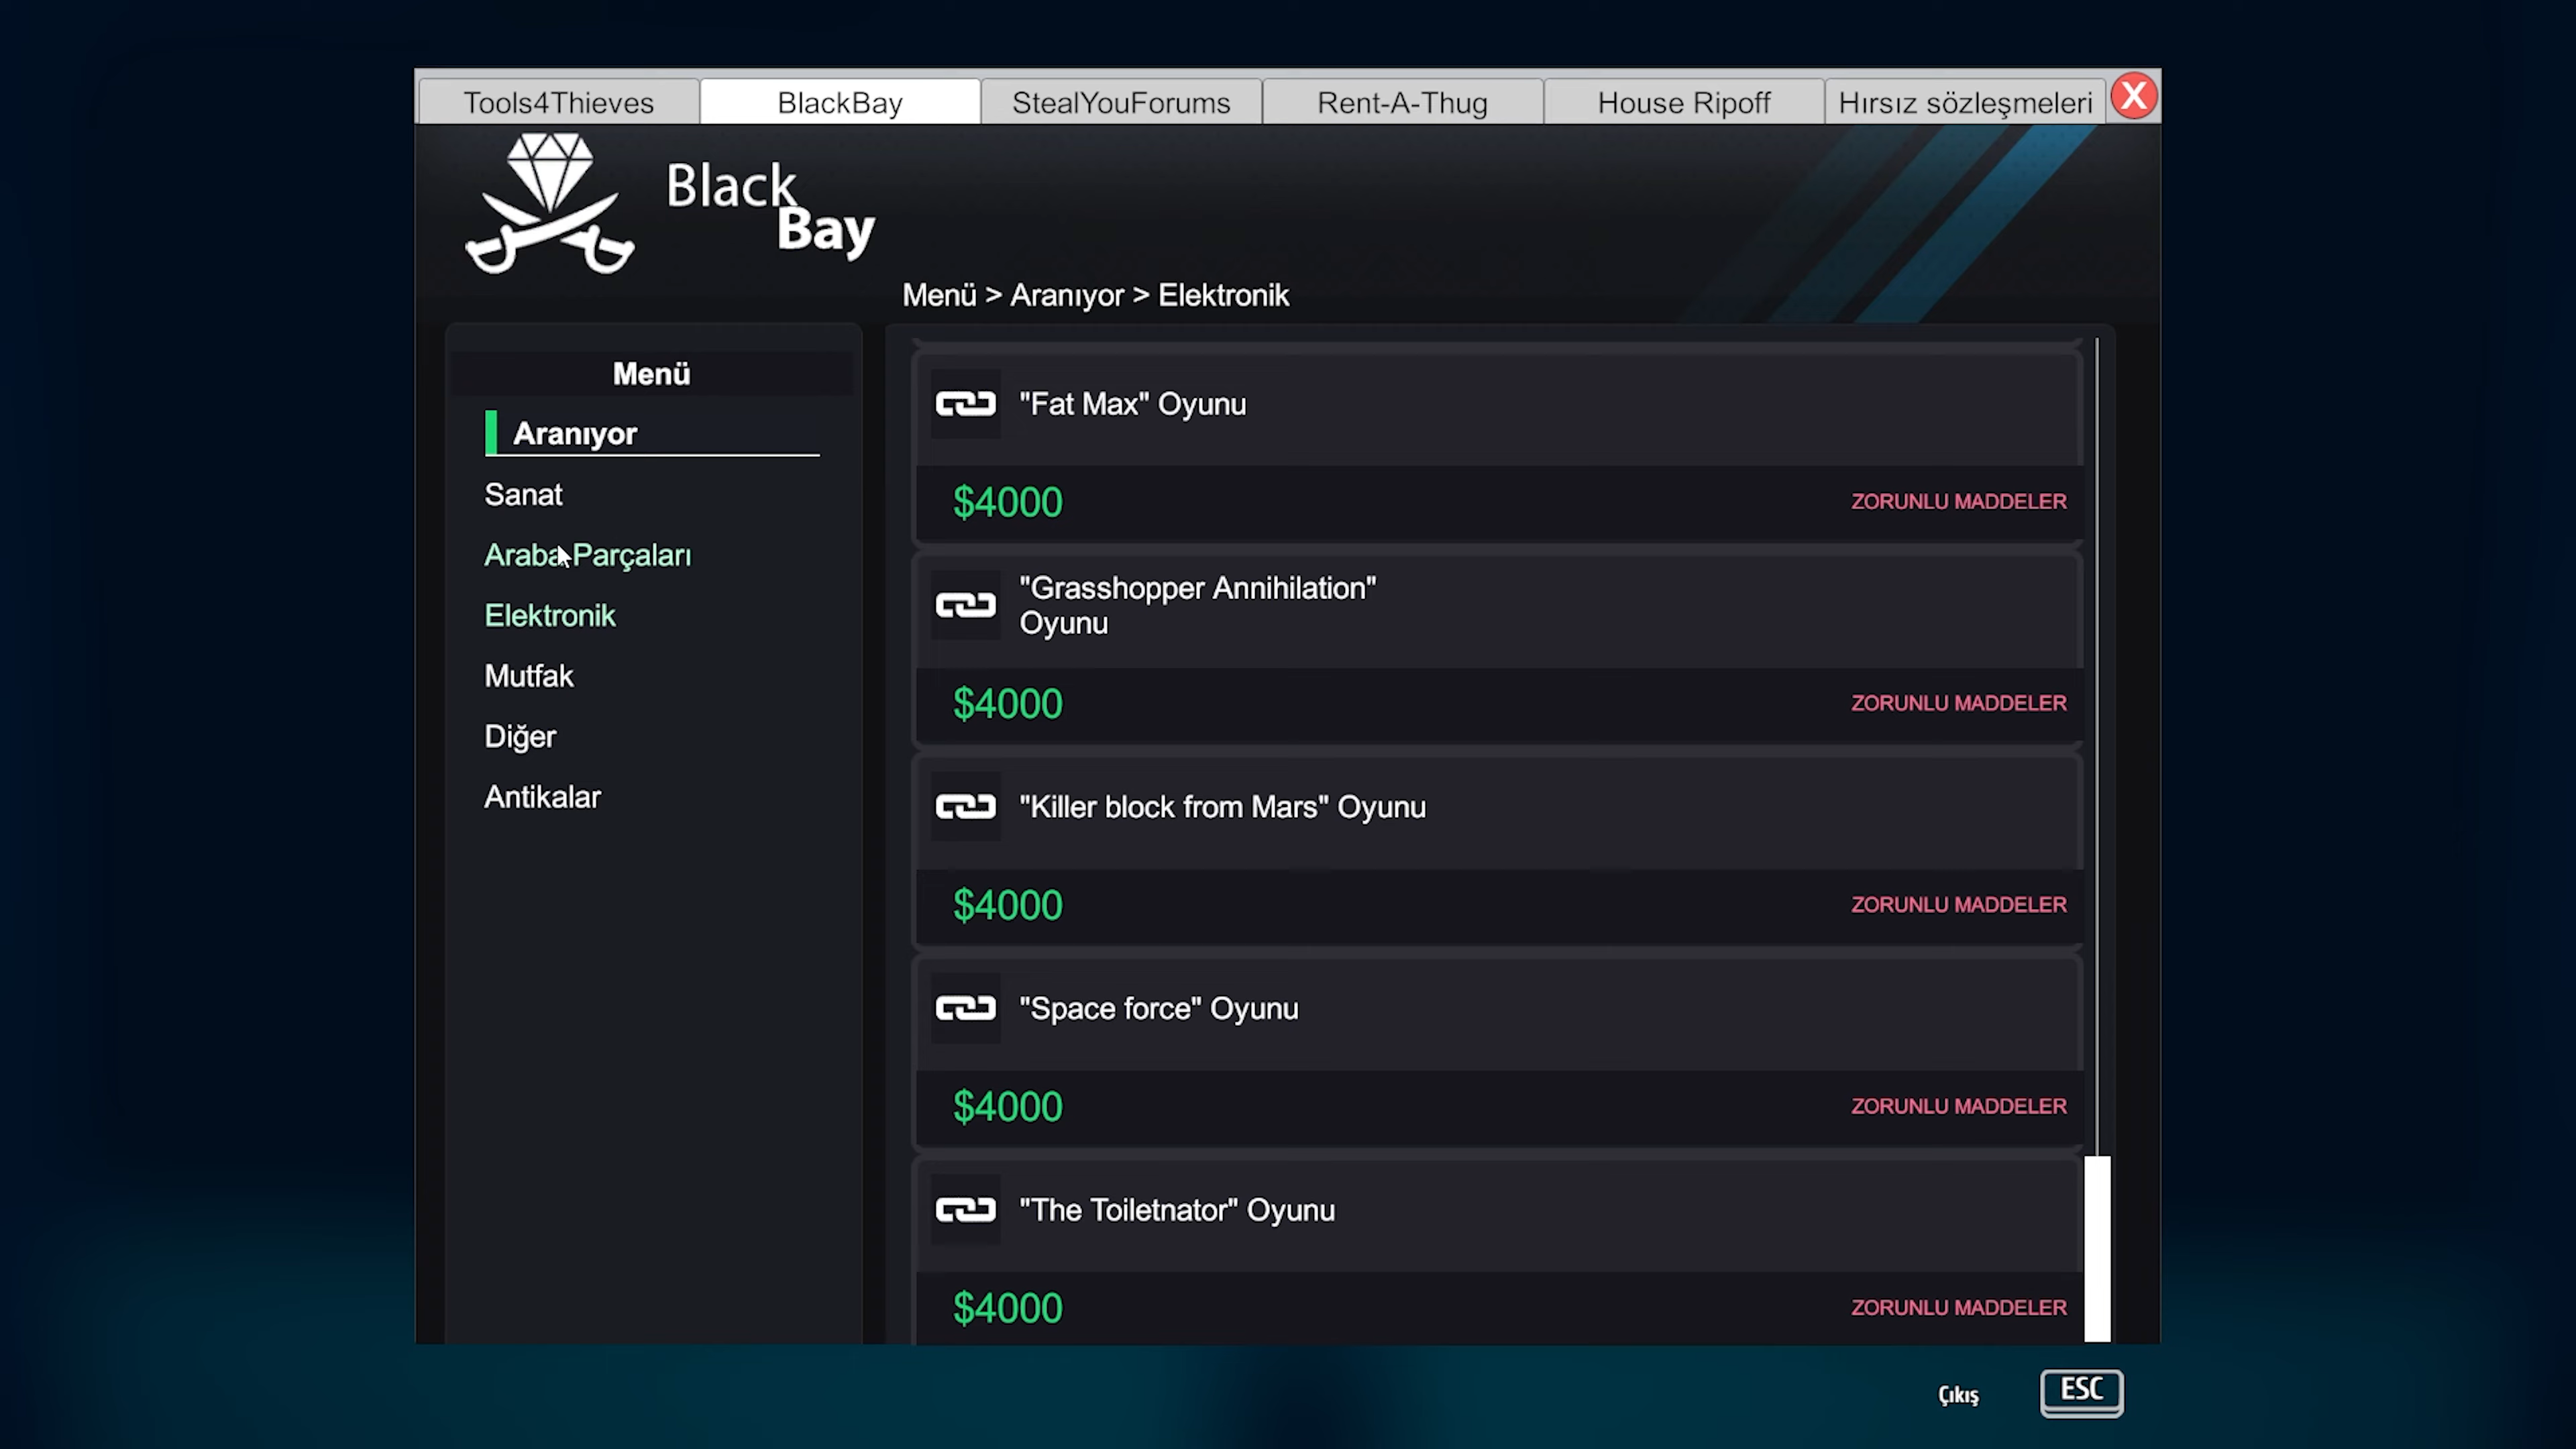 Tools4Thieves
BlackBay
StealYouForums
Rent-A-Thug
House Ripoff
Hırsız sözleşmeleri
X
Black
Bay
Menü > Aranıyor > Elektronik
Menü
Aranıyor
Sanat
Araba Parçaları
Elektronik
Mutfak
Diğer
Antikalar
"Fat Max" Oyunu
$4000
ZORUNLU MADDELER
"Grasshopper Annihilation"
Oyunu
$4000
ZORUNLU MADDELER
"Killer block from Mars" Oyunu
$4000
ZORUNLU MADDELER
"Space force" Oyunu
$4000
ZORUNLU MADDELER
"The Toiletnator" Oyunu
$4000
ZORUNLU MADDELER
Çıkış
ESC